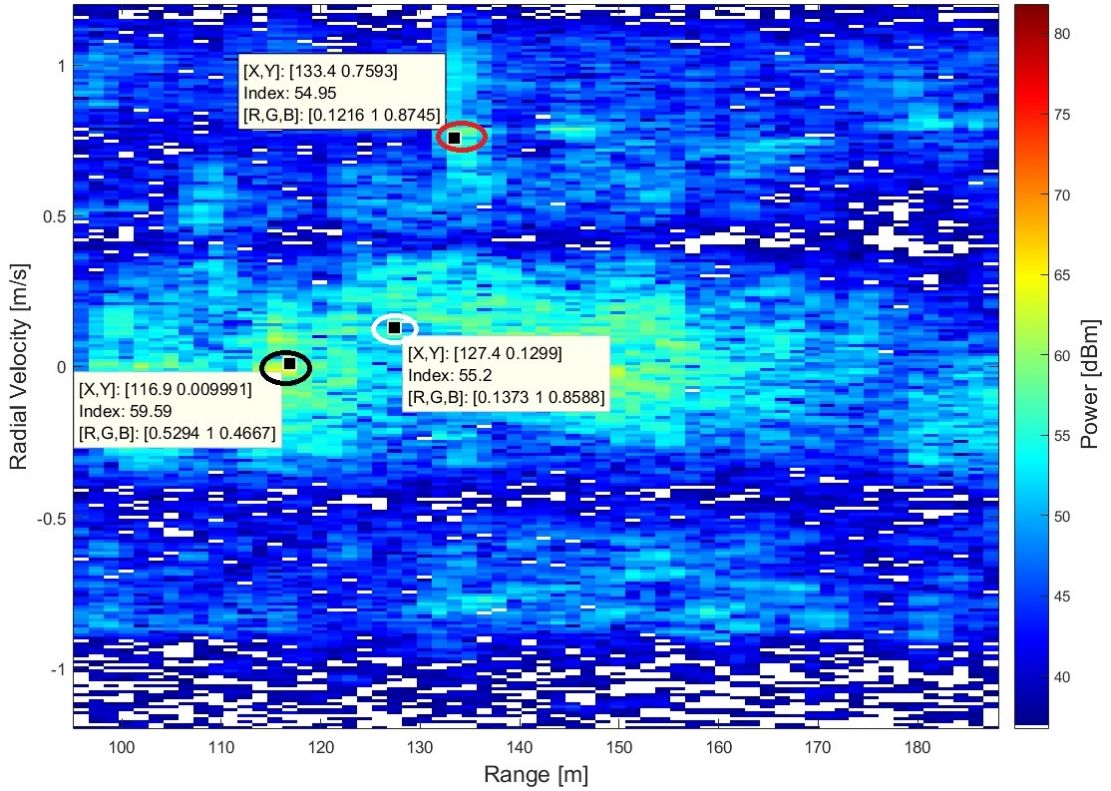 [X,Y]: [133.4 0.7593]
Index: 54.95
[R,G,B]: [0.1216 1 0.8745]
[X,Y]: [127.4 0.1299]
Index: 55.2
[R,G,B]: [0.1373 1 0.8588]
[X,Y]: [116.9 0.009991]
Index: 59.59
[R,G,B]: [0.5294 1 0.4667]
1
0.5
0
-0.5
-1
Radial Velocity [m/s]
100
110
120
130
140
150
160
170
180
Range [m]
80
75
70
65
60
55
50
45
40
Power [dBm]